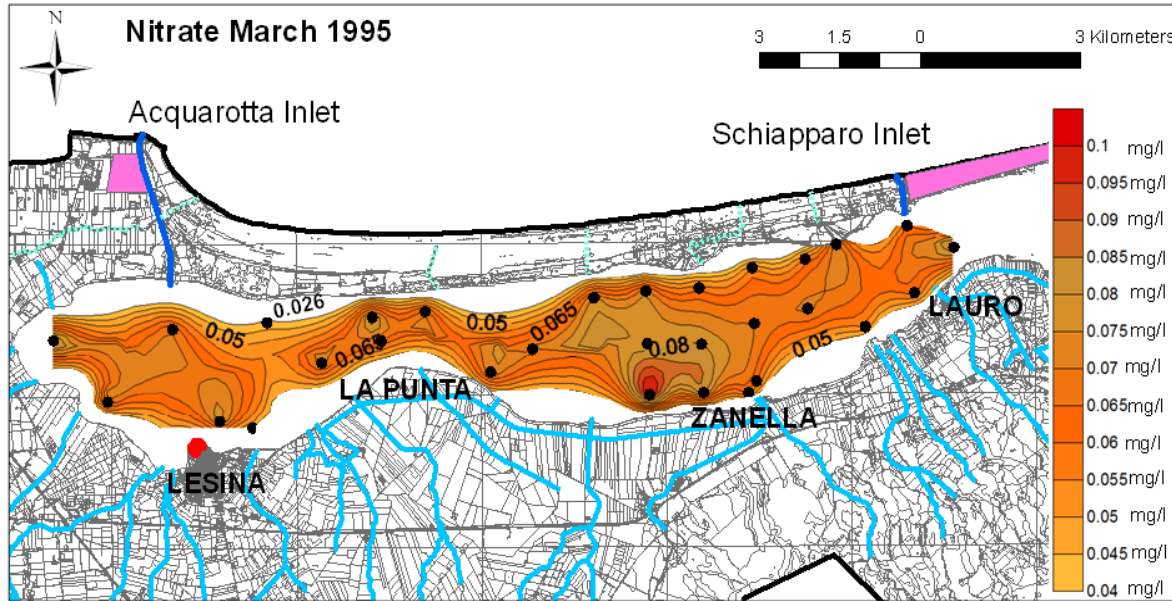 N
Nitrate March 1995
3 1.5 0 3 Kilometers
Acquarotta Inlet
Schiapparo Inlet
0.1 mg/l
0.095 mg/l
0.09 mg/l
0.085 mg/l
0.08 mg/l
0.075 mg/l
0.07 mg/l
0.065 mg/l
0.06 mg/l
0.055 mg/l
0.05 mg/l
0.045 mg/l
0.04 mg/l
0.026
0.05
0.05
0.065
0.065
0.08
0.05
LAURO
LA PUNTA
ZANELLA
LESINA